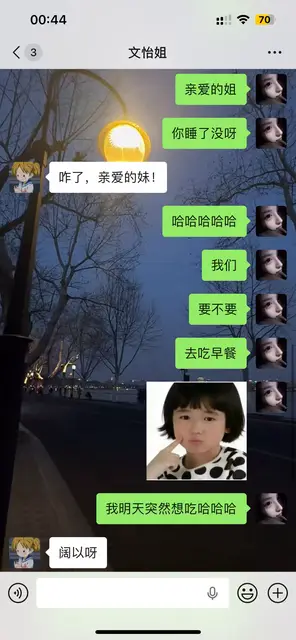 00:44
70
3
文怡姐
亲爱的姐
你睡了没呀
咋了，亲爱的妹！
哈哈哈哈哈
我们
要不要
去吃早餐
我明天突然想吃哈哈哈
阔以呀